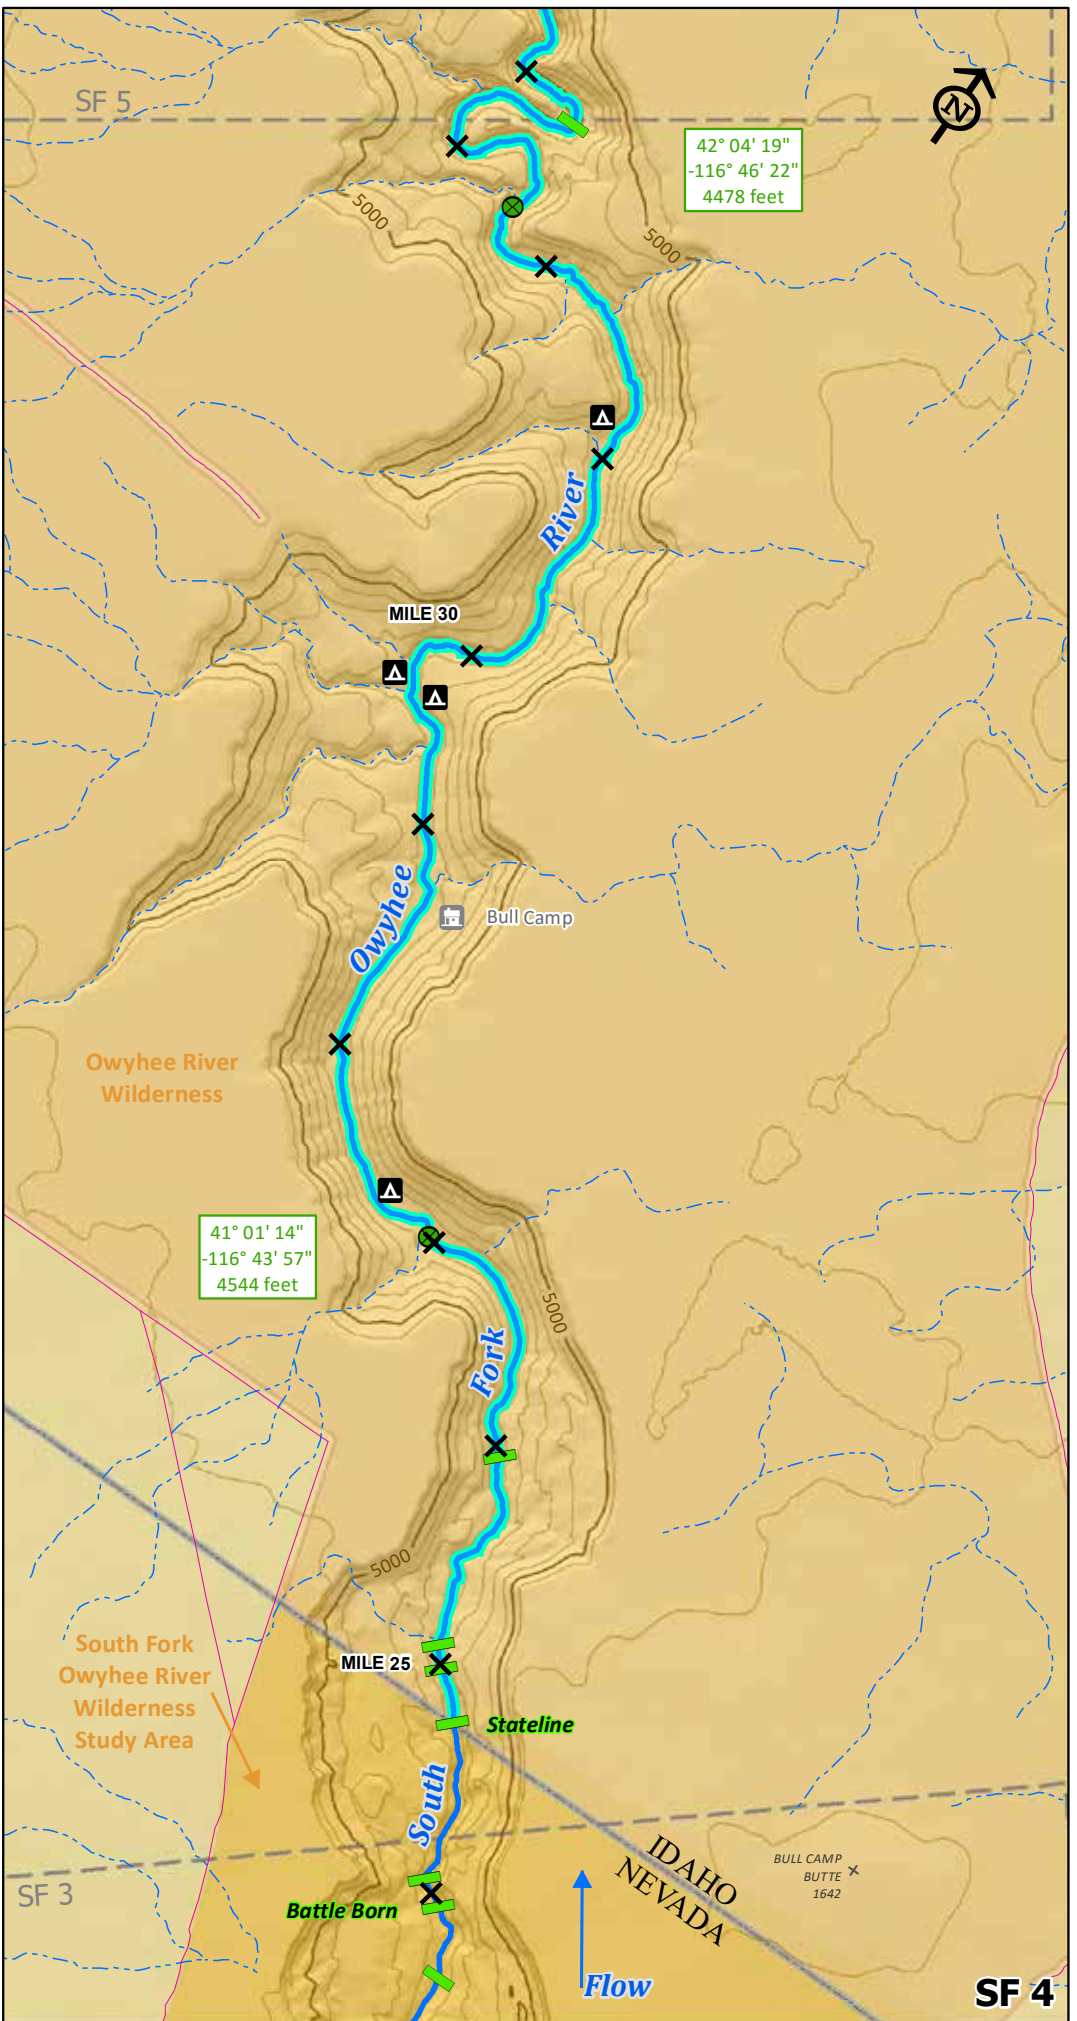 SF 5
N
42° 04' 19"
-116° 46' 22"
4478 feet
5000
5000
River
MILE 30
Owyhee
Bull Camp
Owyhee River
Wilderness
41° 01' 14"
-116° 43' 57"
4544 feet
5000
Fork
5000
South Fork
Owyhee River
Wilderness
Study Area
MILE 25
Stateline
South
IDAHO
NEVADA
BULL CAMP
BUTTE
1642
SF 3
Battle Born
Flow
SF 4